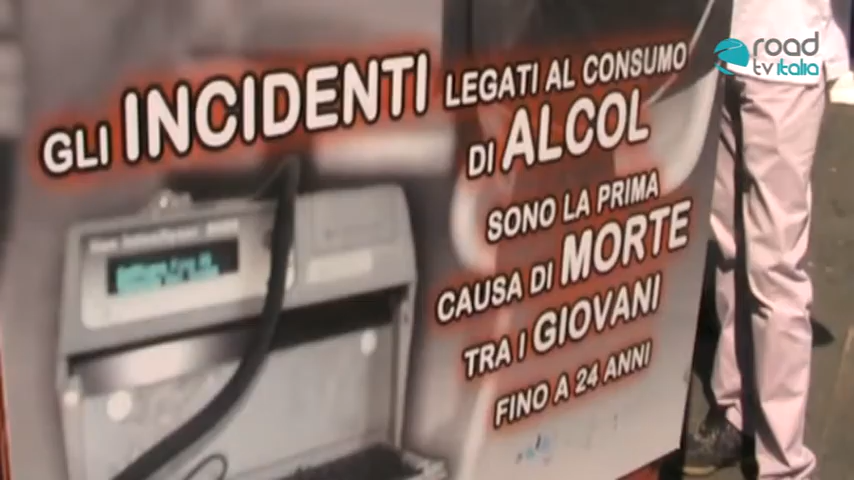 GLI INCIDENTI LEGATI AL CONSUMO
DI ALCOL
SONO LA PRIMA
CAUSA DI MORTE
TRA I GIOVANI
FINO A 24 ANNI
road
tv italia